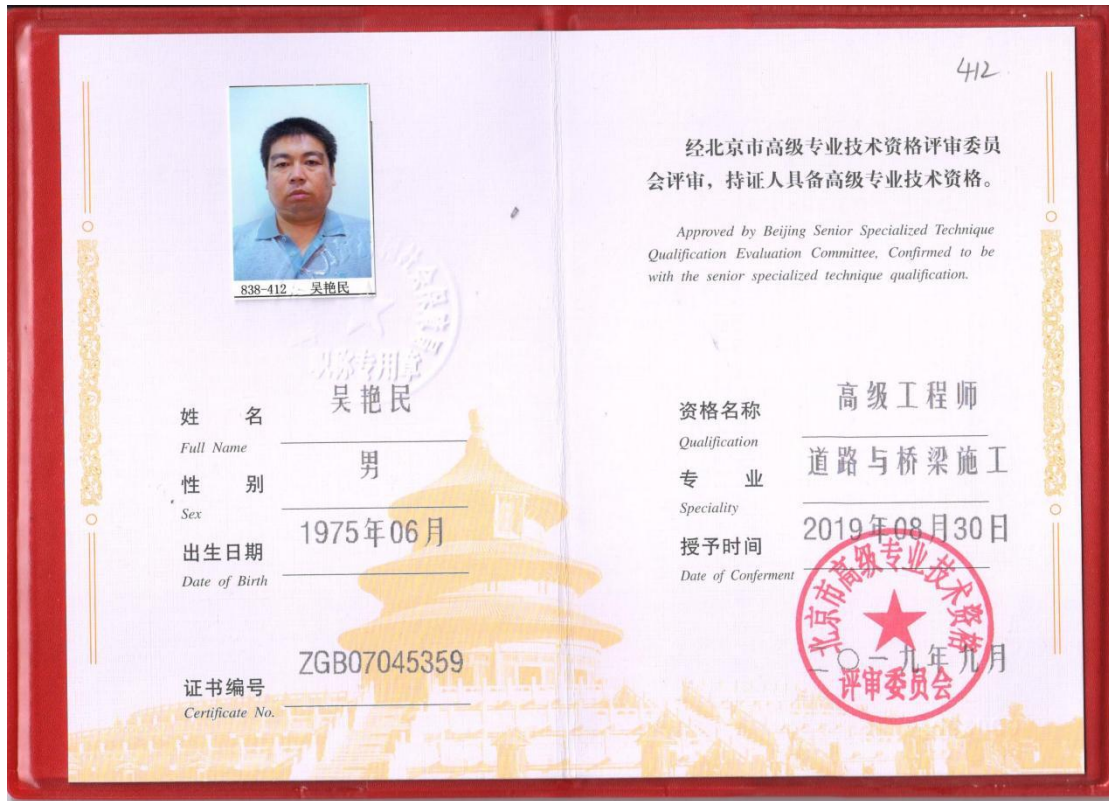 838-412 吴艳民
职称专用章
姓 名 吴艳民
Full Name
性 别 男
Sex
出生日期 1975年06月
Date of Birth
证书编号 ZGB07045359
Certificate No.
412
经北京市高级专业技术资格评审委员
会评审，持证人具备高级专业技术资格。
Approved by Beijing Senior Specialized Technique
Qualification Evaluation Committee, Confirmed to be
with the senior specialized technique qualification.
资格名称 高级工程师
Qualification
专 业 道路与桥梁施工
Speciality
授予时间 2019年08月30日
Date of Conferment
北京市高级专业技术资格
评审委员会
二〇一九年九月